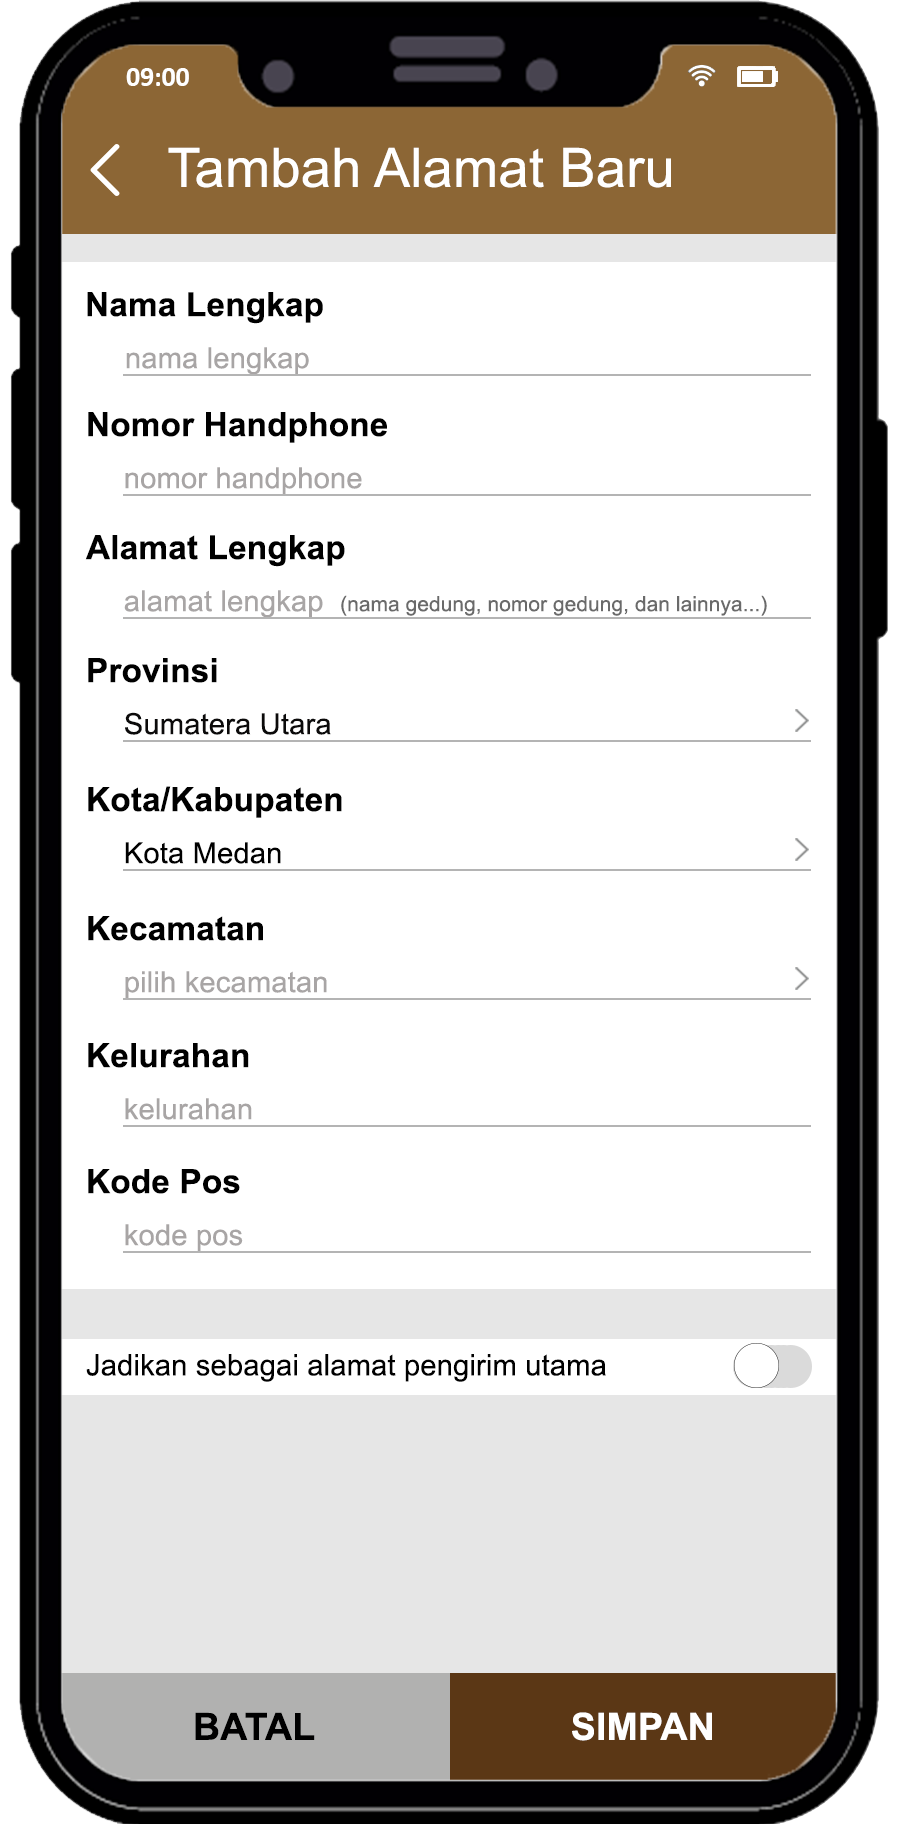 09:00
Tambah Alamat Baru
Nama Lengkap
nama lengkap
Nomor Handphone
nomor handphone
Alamat Lengkap
alamat lengkap (nama gedung, nomor gedung, dan lainnya...)
Provinsi
Sumatera Utara
Kota/Kabupaten
Kota Medan
Kecamatan
pilih kecamatan
Kelurahan
kelurahan
Kode Pos
kode pos
Jadikan sebagai alamat pengirim utama
BATAL SIMPAN